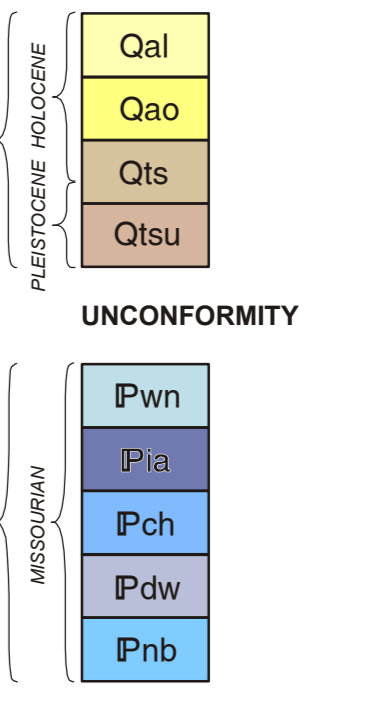 HOLOCENE
PLEISTOCENE
Qal
Qao
Qts
Qtsu
UNCONFORMITY
MISSOURIAN
ℙwn
ℙia
ℙch
ℙdw
ℙnb